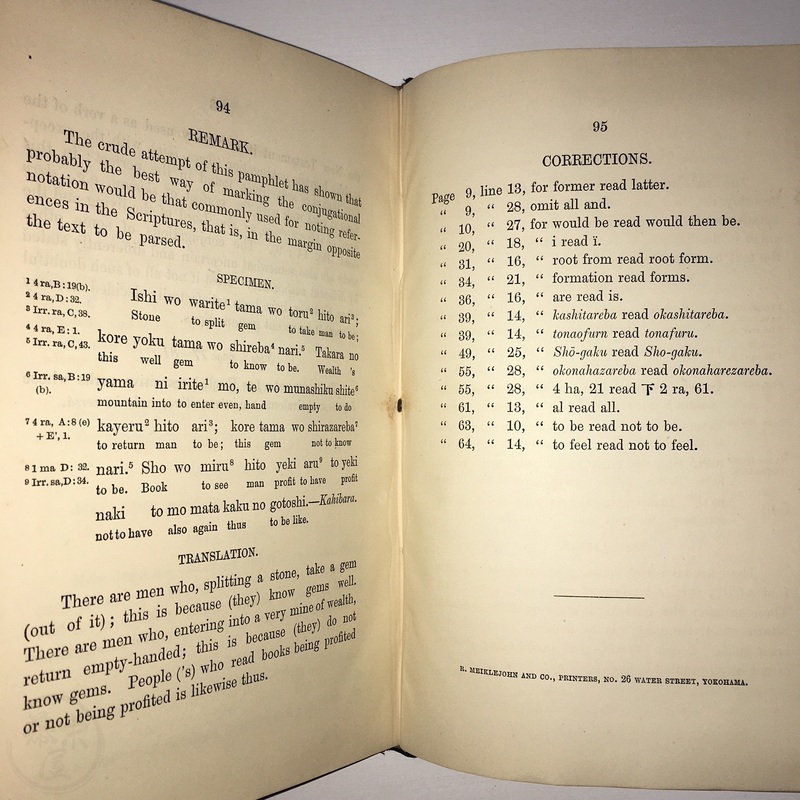 94
REMARK.
The crude attempt of this pamphlet has shown that
probably the best way of marking the conjugational
notation would be that commonly used for noting refer-
ences in the Scriptures, that is, in the margin opposite
the text to be parsed.
SPECIMEN.
1 4 ra, B : 19(b).
2 4 ra, D : 32.
3 Irr. ra, C, 38.
Ishi wo warite¹ tama wo toru² hito ari³;
Stone to split gem to take man to be;
4 4 ra, E : 1.
5 Irr. ra, C, 43.
kore yoku tama wo shireba⁴ nari.⁵ Takara no
this well gem to know to be. Wealth 's
6 Irr. sa, B : 19
(b).
yama ni irite¹ mo, te wo munashiku shite⁶
mountain into to enter even, hand empty to do
7 4 ra, A : 8 (e)
+ E', 1.
kayeru² hito ari³; kore tama wo shirazareba⁷
to return man to be; this gem not to know
8 1 ma D : 32.
9 Irr. sa, D : 34.
nari.⁵ Sho wo miru⁸ hito yeki aru⁹ to yeki
to be. Book to see man profit to have profit
naki to mo mata kaku no gotoshi.—Kahibara.
not to have also again thus to be like.
TRANSLATION.
There are men who, splitting a stone, take a gem
(out of it); this is because (they) know gems well.
There are men who, entering into a very mine of wealth,
return empty-handed; this is because (they) do not
know gems. People ('s) who read books being profited
or not being profited is likewise thus.
95
CORRECTIONS.
Page 9, line 13, for former read latter.
“ 9, “ 28, omit all and.
“ 10, “ 27, for would be read would then be.
“ 20, “ 18, “ i read ï.
“ 31, “ 16, “ root from read root form.
“ 34, “ 21, “ formation read forms.
“ 36, “ 16, “ are read is.
“ 39, “ 14, “ kashitareba read okashitareba.
“ 39, “ 14, “ tonaofurn read tonafuru.
“ 49, “ 25, “ Shō-gaku read Sho-gaku.
“ 55, “ 28, “ okonahazareba read okonaharezareba.
“ 55, “ 28, “ 4 ha, 21 read 下 2 ra, 61.
“ 61, “ 13, “ al read all.
“ 63, “ 10, “ to be read not to be.
“ 64, “ 14, “ to feel read not to feel.
R. MEIKLEJOHN AND CO., PRINTERS, NO. 26 WATER STREET, YOKOHAMA.